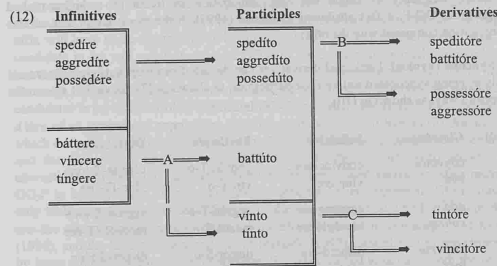 (12) Infinitives Participles Derivatives
spedíre spedíto B speditóre
aggredíre aggredíto battitóre
possedére possedúto
possessóre
aggressóre
báttere A battúto
víncere
tíngere
vínto C tintóre
tínto
vincitóre